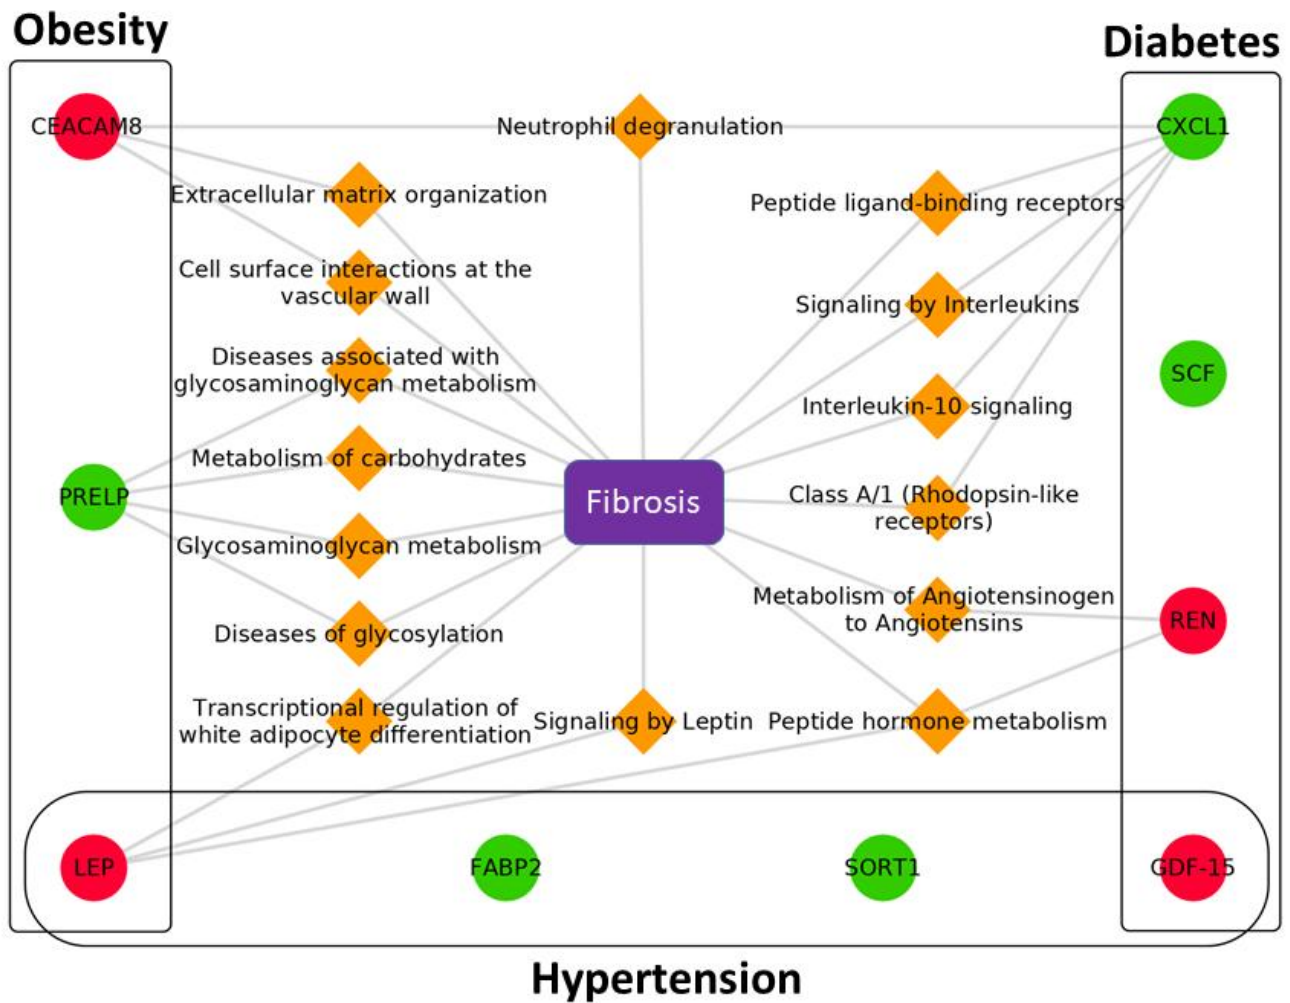 Obesity
Diabetes
CEACAM8
Neutrophil degranulation
CXCL1
Extracellular matrix organization
Peptide ligand-binding receptors
Cell surface interactions at the
vascular wall
Signaling by Interleukins
Diseases associated with
glycosaminoglycan metabolism
SCF
Interleukin-10 signaling
Metabolism of carbohydrates
PRELP
Fibrosis
Class A/1 (Rhodopsin-like
receptors)
Glycosaminoglycan metabolism
Metabolism of Angiotensinogen
to Angiotensins
REN
Diseases of glycosylation
Transcriptional regulation of
white adipocyte differentiation
Signaling by Leptin
Peptide hormone metabolism
LEP
FABP2
SORT1
GDF-15
Hypertension